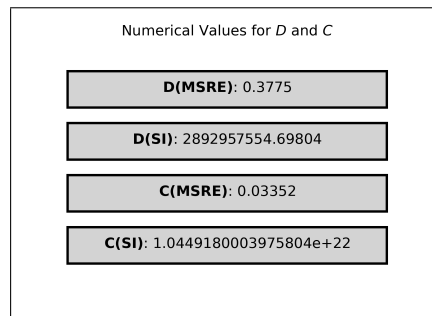 Numerical Values for D and C
D(MSRE): 0.3775
D(SI): 2892957554.69804
C(MSRE): 0.03352
C(SI): 1.0449180003975804e+22